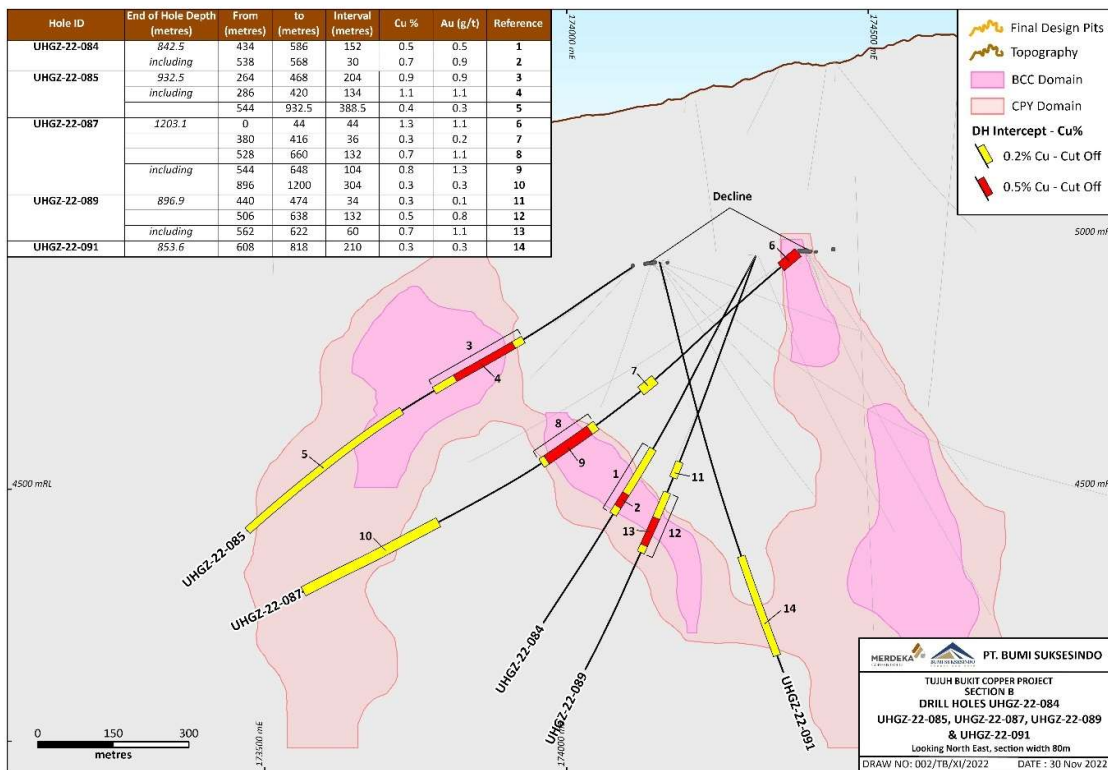 Hole ID End of Hole Depth (metres) From (metres) to (metres) Interval (metres) Cu % Au (g/t) Reference
UHGZ-22-084 842.5 434 586 152 0.5 0.5 1
including 538 568 30 0.7 0.9 2
UHGZ-22-085 932.5 264 468 204 0.9 0.9 3
including 286 420 134 1.1 1.1 4
544 932.5 388.5 0.4 0.3 5
UHGZ-22-087 1203.1 0 44 44 1.3 1.1 6
380 416 36 0.3 0.2 7
528 660 132 0.7 1.1 8
including 544 648 104 0.8 1.3 9
896 1200 304 0.3 0.3 10
UHGZ-22-089 896.9 440 474 34 0.3 0.1 11
506 638 132 0.5 0.8 12
including 562 622 60 0.7 1.1 13
UHGZ-22-091 853.6 608 818 210 0.3 0.3 14
174000 mE
174500 mE
Final Design Pits
Topography
BCC Domain
CPY Domain
DH Intercept - Cu%
0.2% Cu - Cut Off
0.5% Cu - Cut Off
Decline
5000 mRL
6
3
4
7
8
9
5
1
2
11
4500 mRL
4500 mRL
13
12
10
14
UHGZ-22-085
UHGZ-22-087
UHGZ-22-084
UHGZ-22-089
UHGZ-22-091
0 150 300
metres
173500 mE
174000 mE
MERDEKA
BUMI SUKSESINDO
PT. BUMI SUKSESINDO
TUJUH BUKIT COPPER PROJECT
SECTION B
DRILL HOLES UHGZ-22-084
UHGZ-22-085, UHGZ-22-087, UHGZ-22-089
& UHGZ-22-091
Looking North East, section width 80m
DRAW NO: 002/TB/XI/2022 DATE : 30 Nov 2022